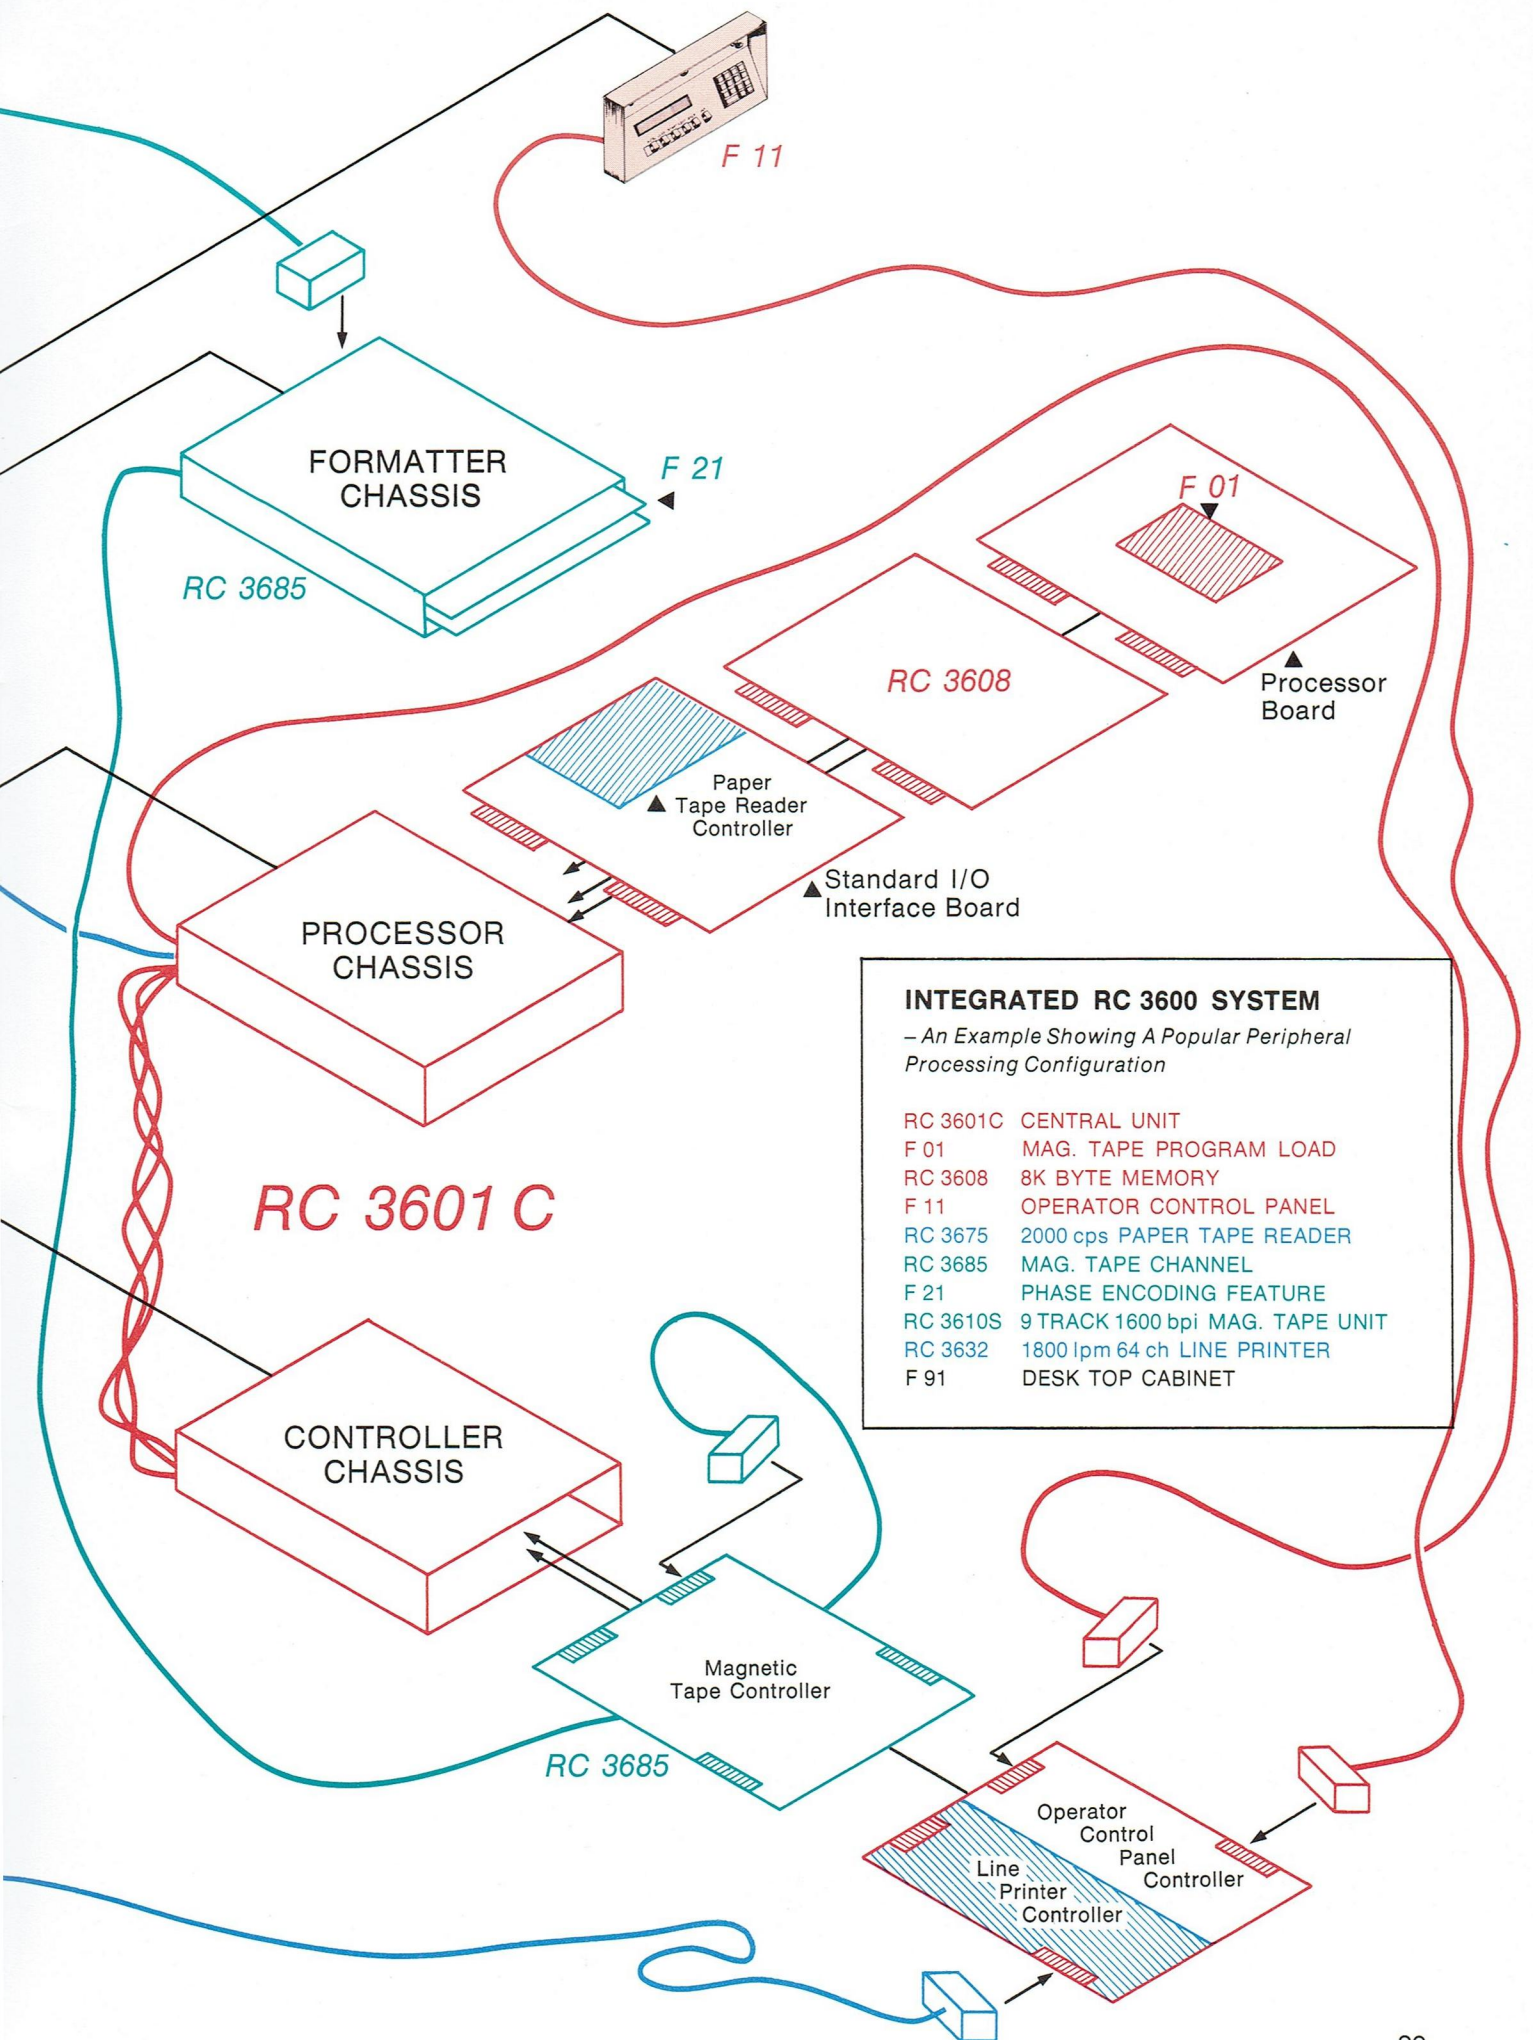 F 11
FORMATTER
CHASSIS
F 21
RC 3685
F 01
RC 3608
Processor
Board
Paper
Tape Reader
Controller
Standard I/O
Interface Board
PROCESSOR
CHASSIS
INTEGRATED RC 3600 SYSTEM
– An Example Showing A Popular Peripheral
Processing Configuration
RC 3601C CENTRAL UNIT
F 01 MAG. TAPE PROGRAM LOAD
RC 3608 8K BYTE MEMORY
F 11 OPERATOR CONTROL PANEL
RC 3675 2000 cps PAPER TAPE READER
RC 3685 MAG. TAPE CHANNEL
F 21 PHASE ENCODING FEATURE
RC 3610S 9 TRACK 1600 bpi MAG. TAPE UNIT
RC 3632 1800 lpm 64 ch LINE PRINTER
F 91 DESK TOP CABINET
RC 3601 C
CONTROLLER
CHASSIS
Magnetic
Tape Controller
RC 3685
Operator
Control
Panel
Controller
Line
Printer
Controller